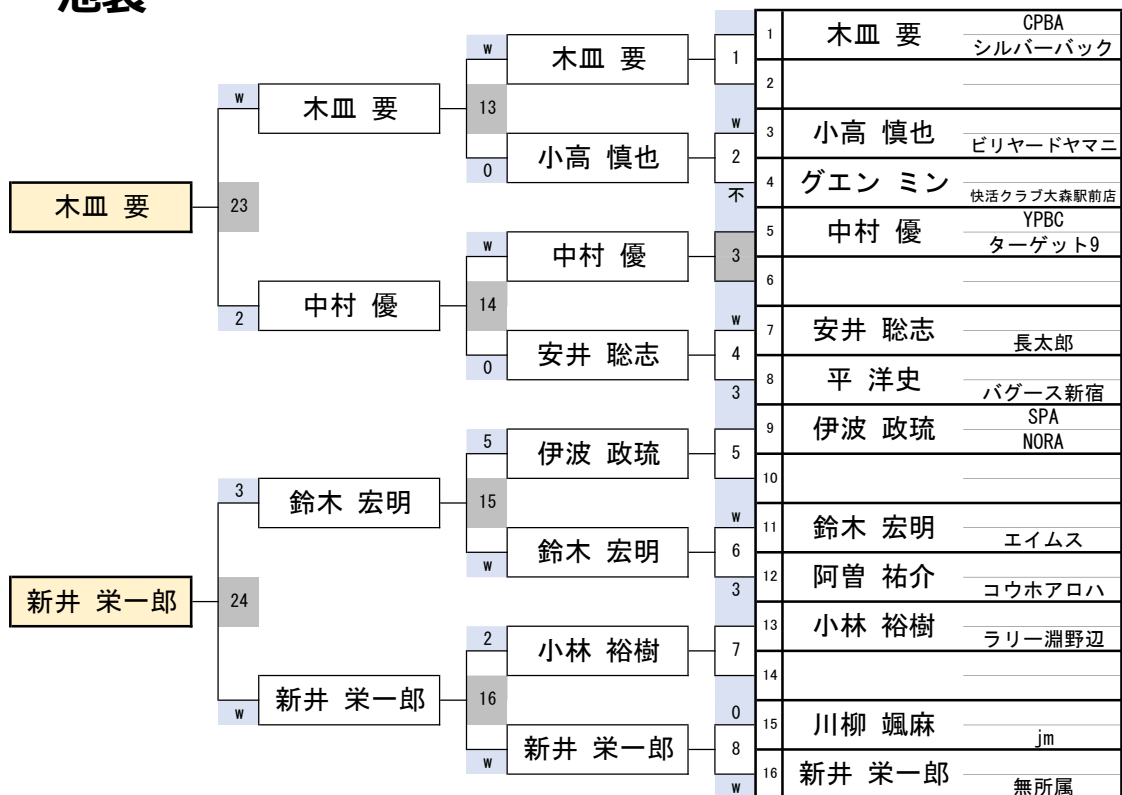 池袋
1 木皿 要 CPBA
シルバーバック
W 木皿 要 1
2
W 木皿 要 13
W 3 小高 慎也 ビリヤードヤマニ
0 小高 慎也 2
不 4 グエン ミン 快活クラブ大森駅前店
木皿 要 23
5 中村 優 YPBC
ターゲット9
W 中村 優 3
6
2 中村 優 14
W 7 安井 聡志 長太郎
0 安井 聡志 4
3 8 平 洋史 バグース新宿
9 伊波 政琉 SPA
NORA
5 伊波 政琉 5
10
3 鈴木 宏明 15
W 11 鈴木 宏明 エイムス
W 鈴木 宏明 6
3 12 阿曽 祐介 コウホアロハ
新井 栄一郎 24
13 小林 裕樹 ラリー淵野辺
2 小林 裕樹 7
14
W 新井 栄一郎 16
0 15 川柳 颯麻 jm
W 新井 栄一郎 8
W 16 新井 栄一郎 無所属